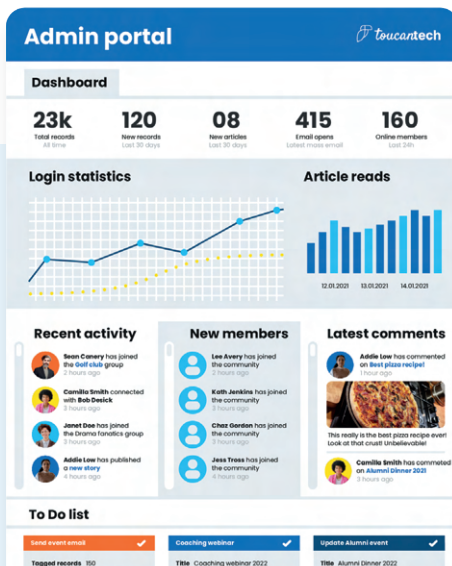 Admin portal
toucantech
Dashboard
23k
Total records
All time
120
New records
Last 30 days
08
New articles
Last 30 days
415
Email opens
Latest mass email
160
Online members
Last 24h
Login statistics
Article reads
12.01.2021 13.01.2021 14.01.2021
Recent activity
Sean Canery has joined
the Golf club group
2 hours ago
Camilla Smith connected
with Bob Desick
3 hours ago
Janet Doe has joined
the Drama fanatics group
3 hours ago
Addie Low has published
a new story
4 hours ago
New members
Lee Avery has joined
the community
2 hours ago
Kath Jenkins has joined
the community
3 hours ago
Chaz Gordon has joined
the community
3 hours ago
Jess Tross has joined
the community
4 hours ago
Latest comments
Addie Low has commented
on Best pizza recipe!
1 hour ago
This really is the best pizza recipe ever!
Look at that crust! Unbelievable!
Camilla Smith has commeted
on Alumni Dinner 2021
3 hours ago
To Do list
Send event email
Tagged records 150
Coaching webinar
Title Coaching webinar 2022
Update Alumni event
Title Alumni Dinner 2022